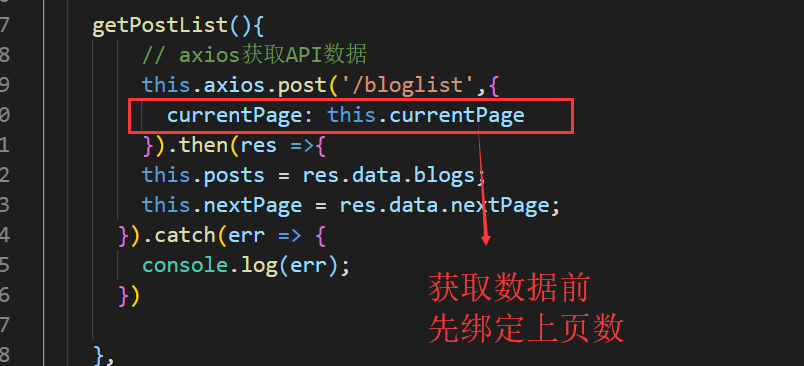 7 getPostList(){
8 // axios获取API数据
9 this.axios.post('/bloglist',{
0 currentPage: this.currentPage
1 }).then(res =>{
2 this.posts = res.data.blogs;
3 this.nextPage = res.data.nextPage;
4 }).catch(err => {
5 console.log(err);
6 })
7
8 },
获取数据前
先绑定上页数